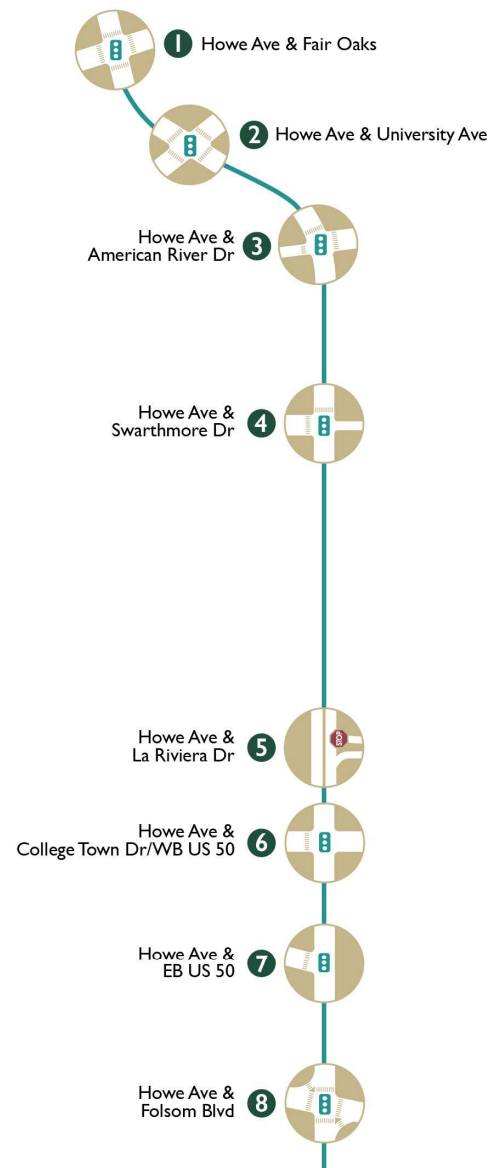 1 Howe Ave & Fair Oaks
2 Howe Ave & University Ave
Howe Ave &
American River Dr 3
Howe Ave &
Swarthmore Dr 4
Howe Ave &
La Riviera Dr 5
STOP
Howe Ave &
College Town Dr/WB US 50 6
Howe Ave &
EB US 50 7
Howe Ave &
Folsom Blvd 8